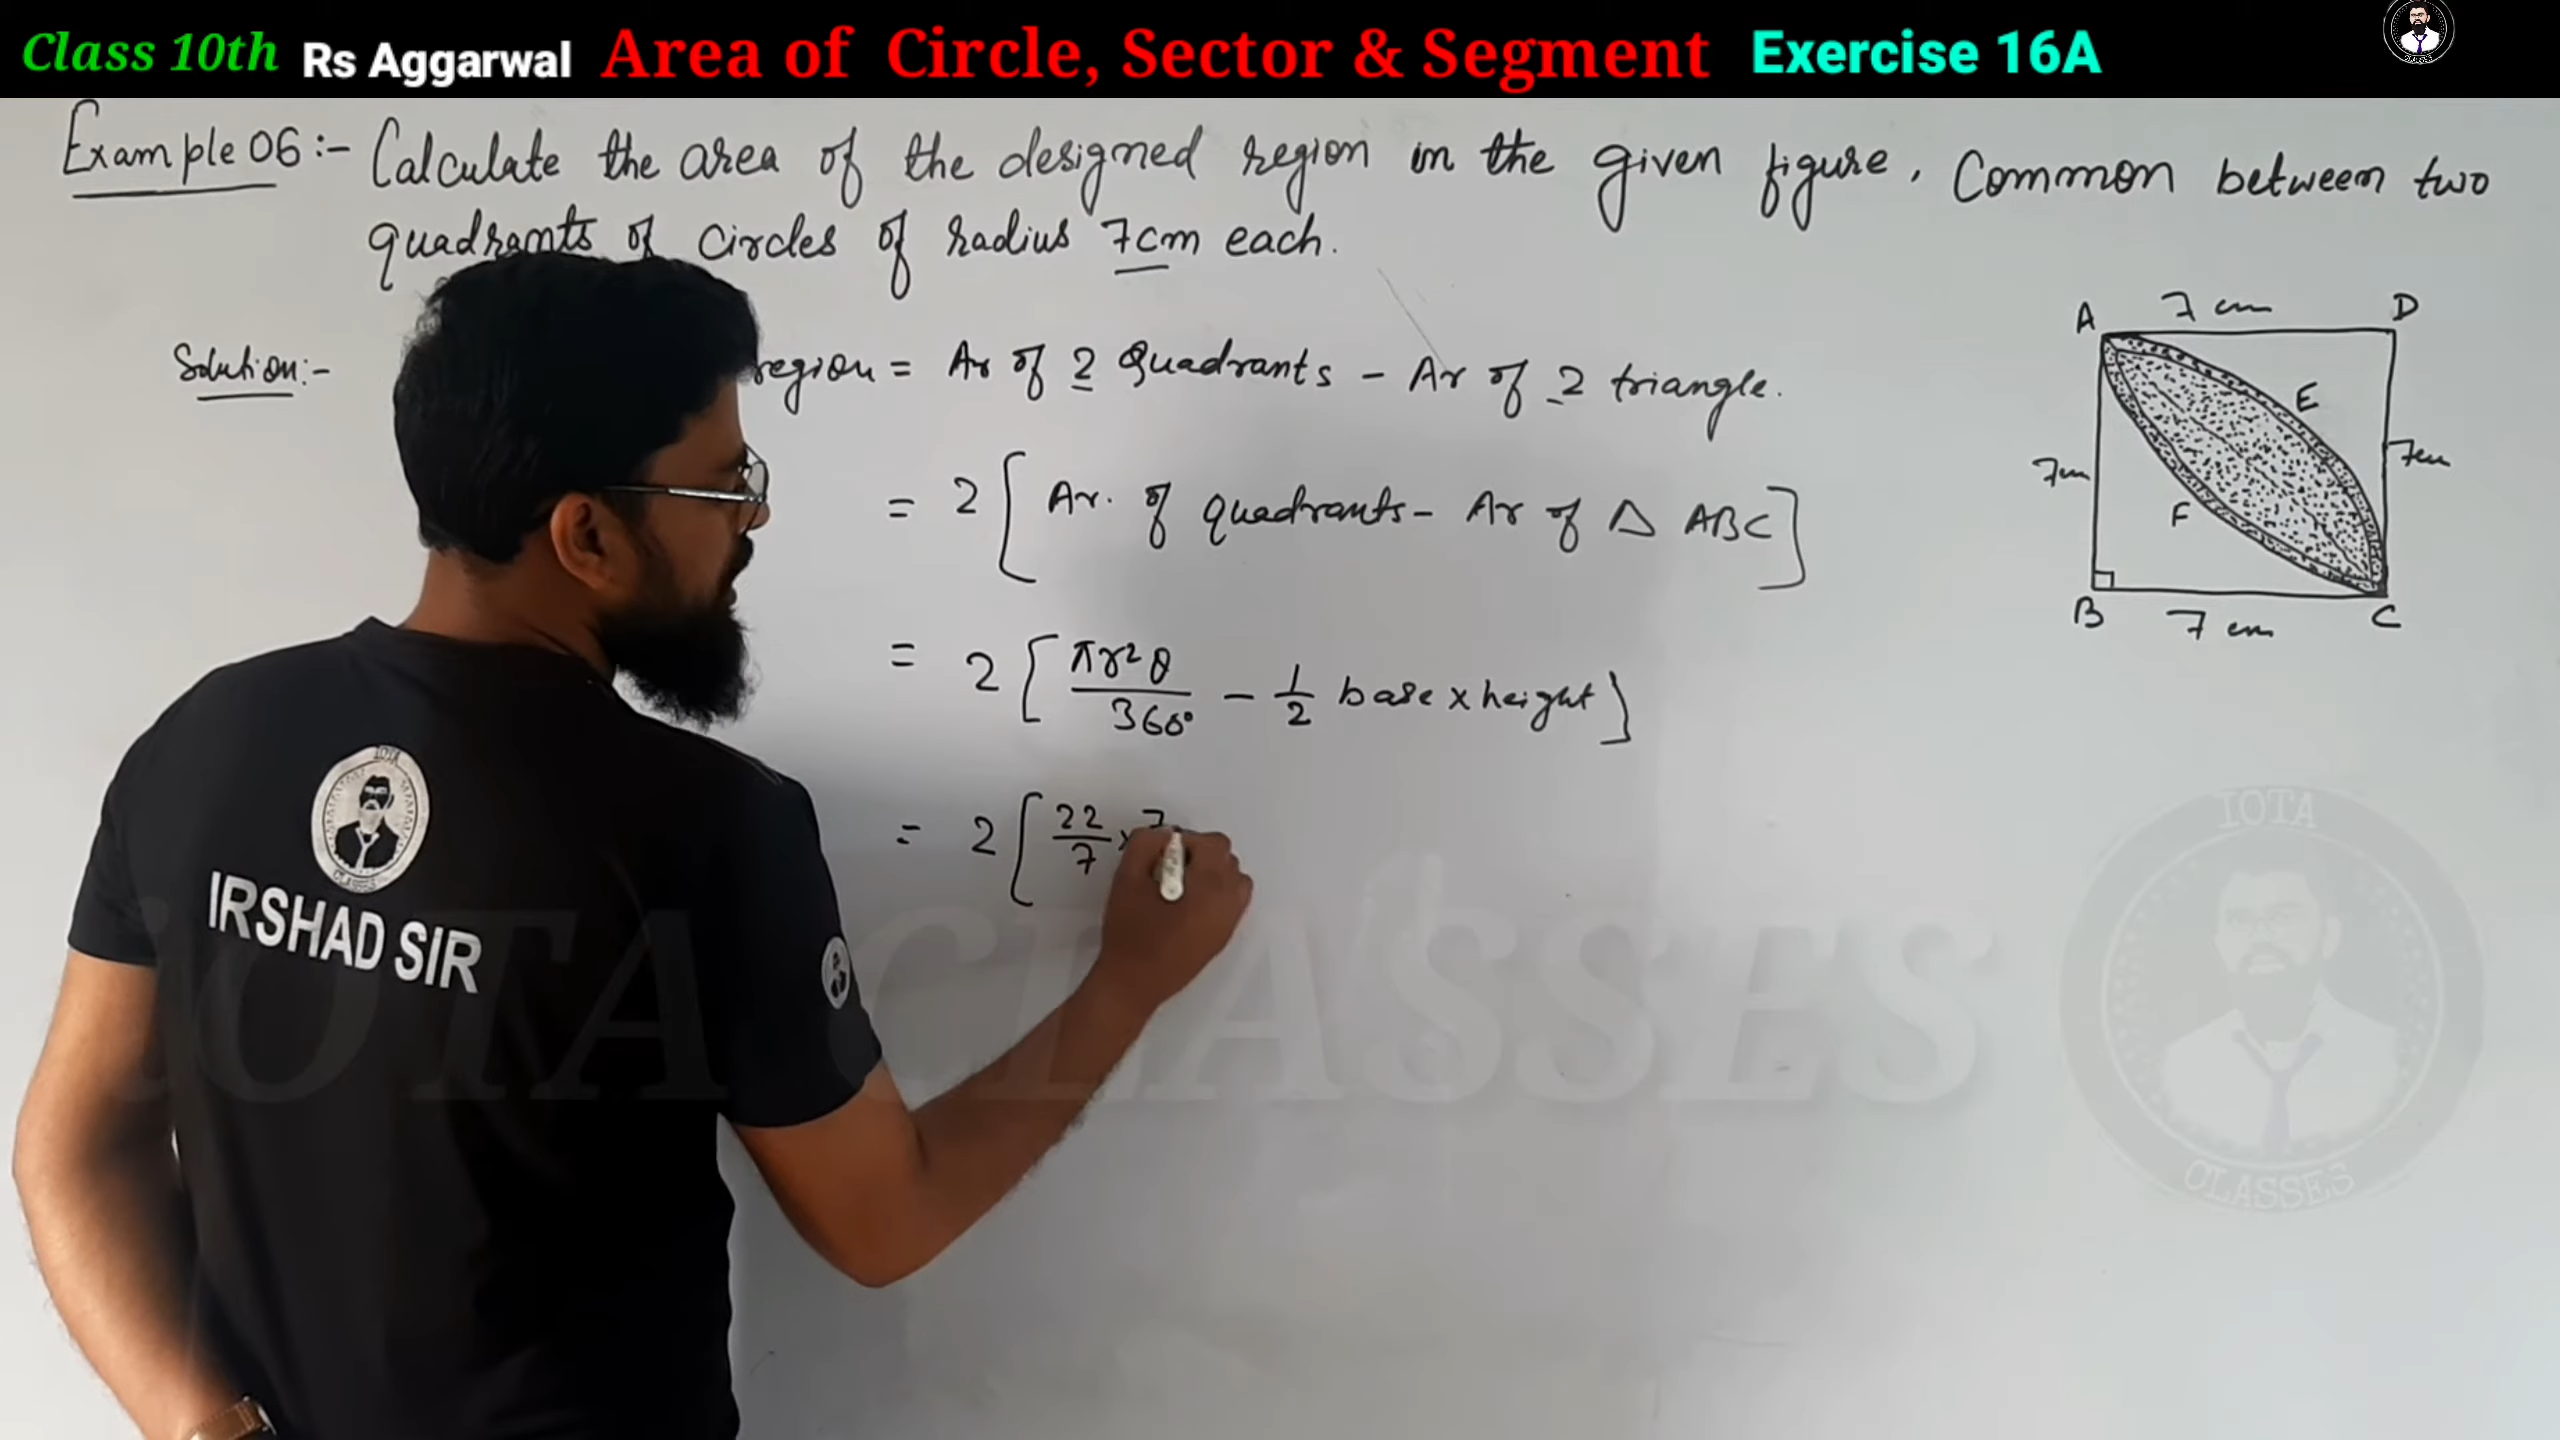 Class 10th Rs Aggarwal Area of Circle, Sector & Segment Exercise 16A
Example 06:- Calculate the area of the designed region in the given figure, Common between two
quadrants of circles of radius 7cm each.
Solution:- region = Ar of 2 Quadrants - Ar of 2 triangle.
= 2 [ Ar. of quadrants - Ar of Δ ABC ]
= 2 [ πr²θ/360° - 1/2 base x height ]
= 2 [ 22/7 x 7
A 7 cm D
E
7cm 7cm
F
B 7 cm C
IOTA
CLASSES
IRSHAD SIR
iOTA CLASSES
IOTA
CLASSES